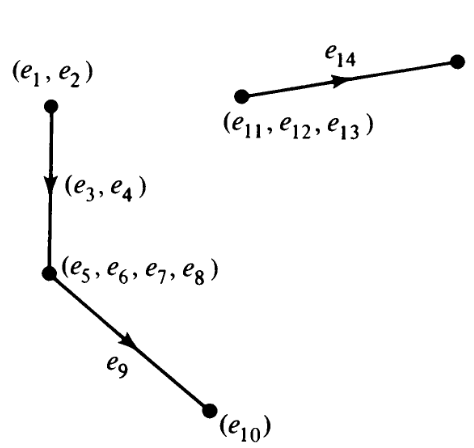 e₁₄
(e₁, e₂)
(e₁₁, e₁₂, e₁₃)
(e₃, e₄)
(e₅, e₆, e₇, e₈)
e₉
(e₁₀)